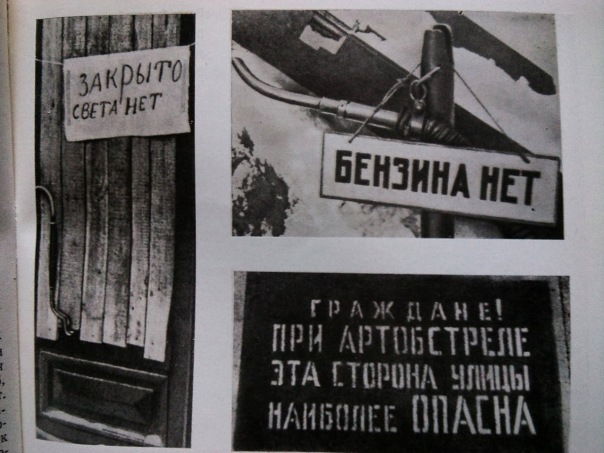 ЗАКРЫТО
СВЕТА НЕТ
БЕНЗИНА НЕТ
ГРАЖДАНЕ!
ПРИ АРТОБСТРЕЛЕ
ЭТА СТОРОНА УЛИЦЫ
НАИБОЛЕЕ ОПАСНА